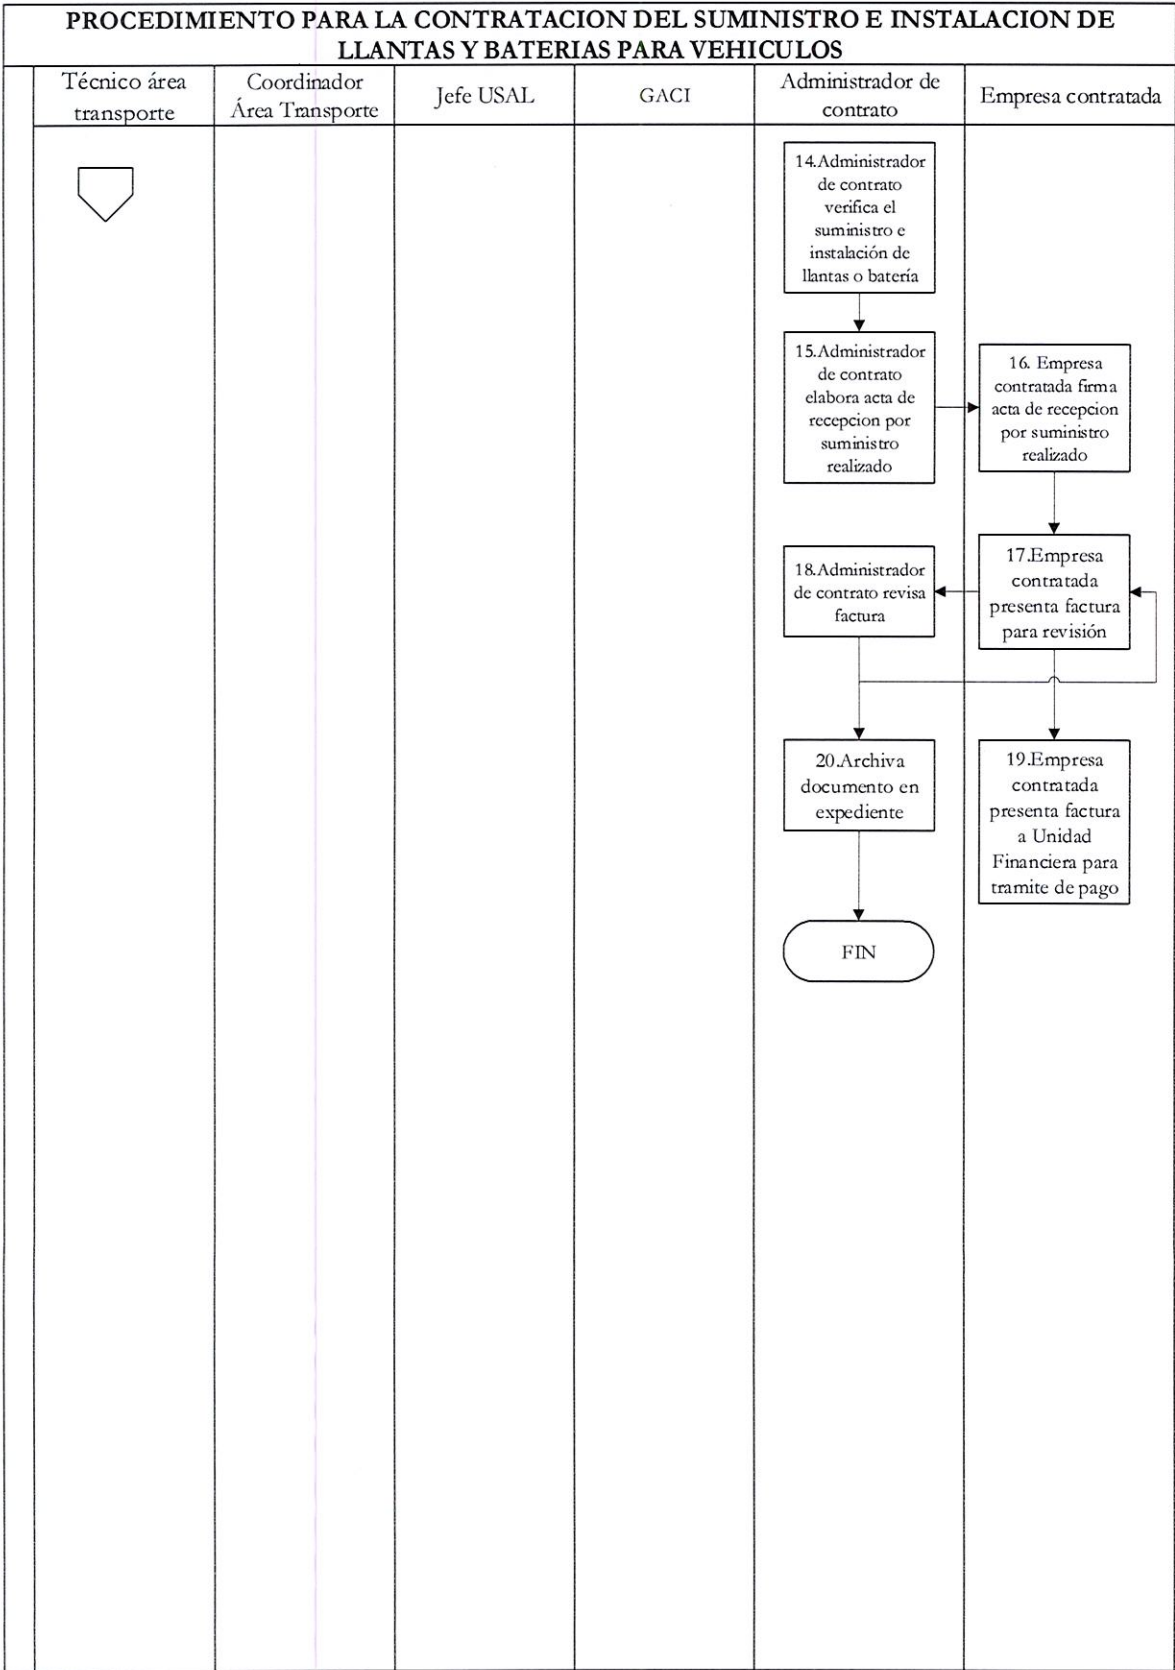 PROCEDIMIENTO PARA LA CONTRATACION DEL SUMINISTRO E INSTALACION DE
LLANTAS Y BATERIAS PARA VEHICULOS
Técnico área
transporte
Coordinador
Área Transporte
Jefe USAL
GACI
Administrador de
contrato
Empresa contratada
14.Administrador
de contrato
verifica el
suministro e
instalación de
llantas o batería
15.Administrador
de contrato
elabora acta de
recepcion por
suministro
realizado
16. Empresa
contratada firma
acta de recepcion
por suministro
realizado
17.Empresa
contratada
presenta factura
para revisión
18.Administrador
de contrato revisa
factura
19.Empresa
contratada
presenta factura
a Unidad
Financiera para
tramite de pago
20.Archiva
documento en
expediente
FIN